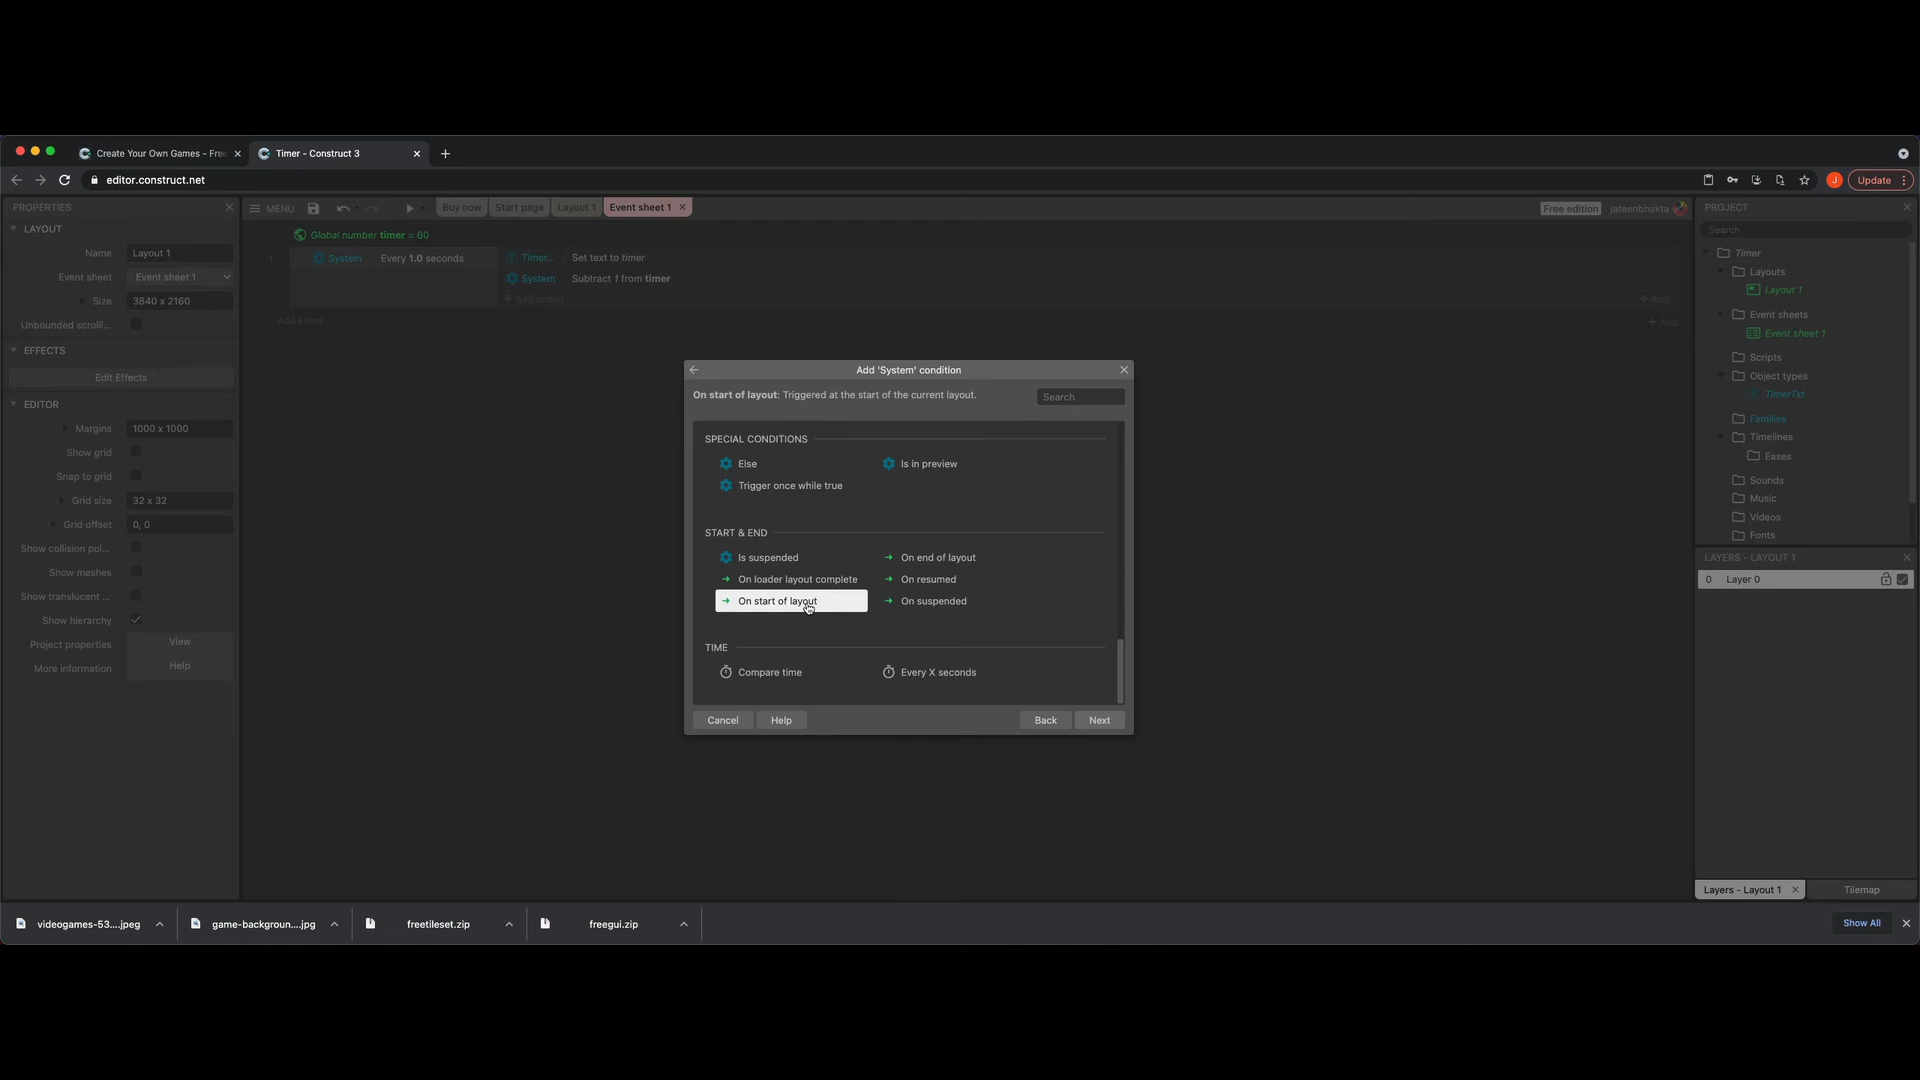 Create Your Own Games - Free
Timer - Construct 3
editor.construct.net
Update
PROPERTIES
MENU
Buy now
Start page
Layout 1
Event sheet 1
Free edition
jateenbhakta
PROJECT
LAYOUT
Name
Layout 1
Event sheet
Event sheet 1
Size
3840 x 2160
Unbounded scrolli...
EFFECTS
Edit Effects
EDITOR
Margins
1000 x 1000
Show grid
Snap to grid
Grid size
32 x 32
Grid offset
0, 0
Show collision pol...
Show meshes
Show translucent ...
Show hierarchy
Project properties
View
More information
Help
Global number timer = 60
1
System
Every 1.0 seconds
Timer...
Set text to timer
System
Subtract 1 from timer
+ Add action
+ Add...
Add event
+ Add...
Add 'System' condition
On start of layout: Triggered at the start of the current layout.
Search
SPECIAL CONDITIONS
Else
Is in preview
Trigger once while true
START & END
Is suspended
On end of layout
On loader layout complete
On resumed
On start of layout
On suspended
TIME
Compare time
Every X seconds
Cancel
Help
Back
Next
Search
Timer
Layouts
Layout 1
Event sheets
Event sheet 1
Scripts
Object types
TimerTxt
Families
Timelines
Eases
Sounds
Music
Videos
Fonts
LAYERS - LAYOUT 1
0
Layer 0
Layers - Layout 1
Tilemap
videogames-53....jpeg
game-backgroun....jpg
freetileset.zip
freegui.zip
Show All
J